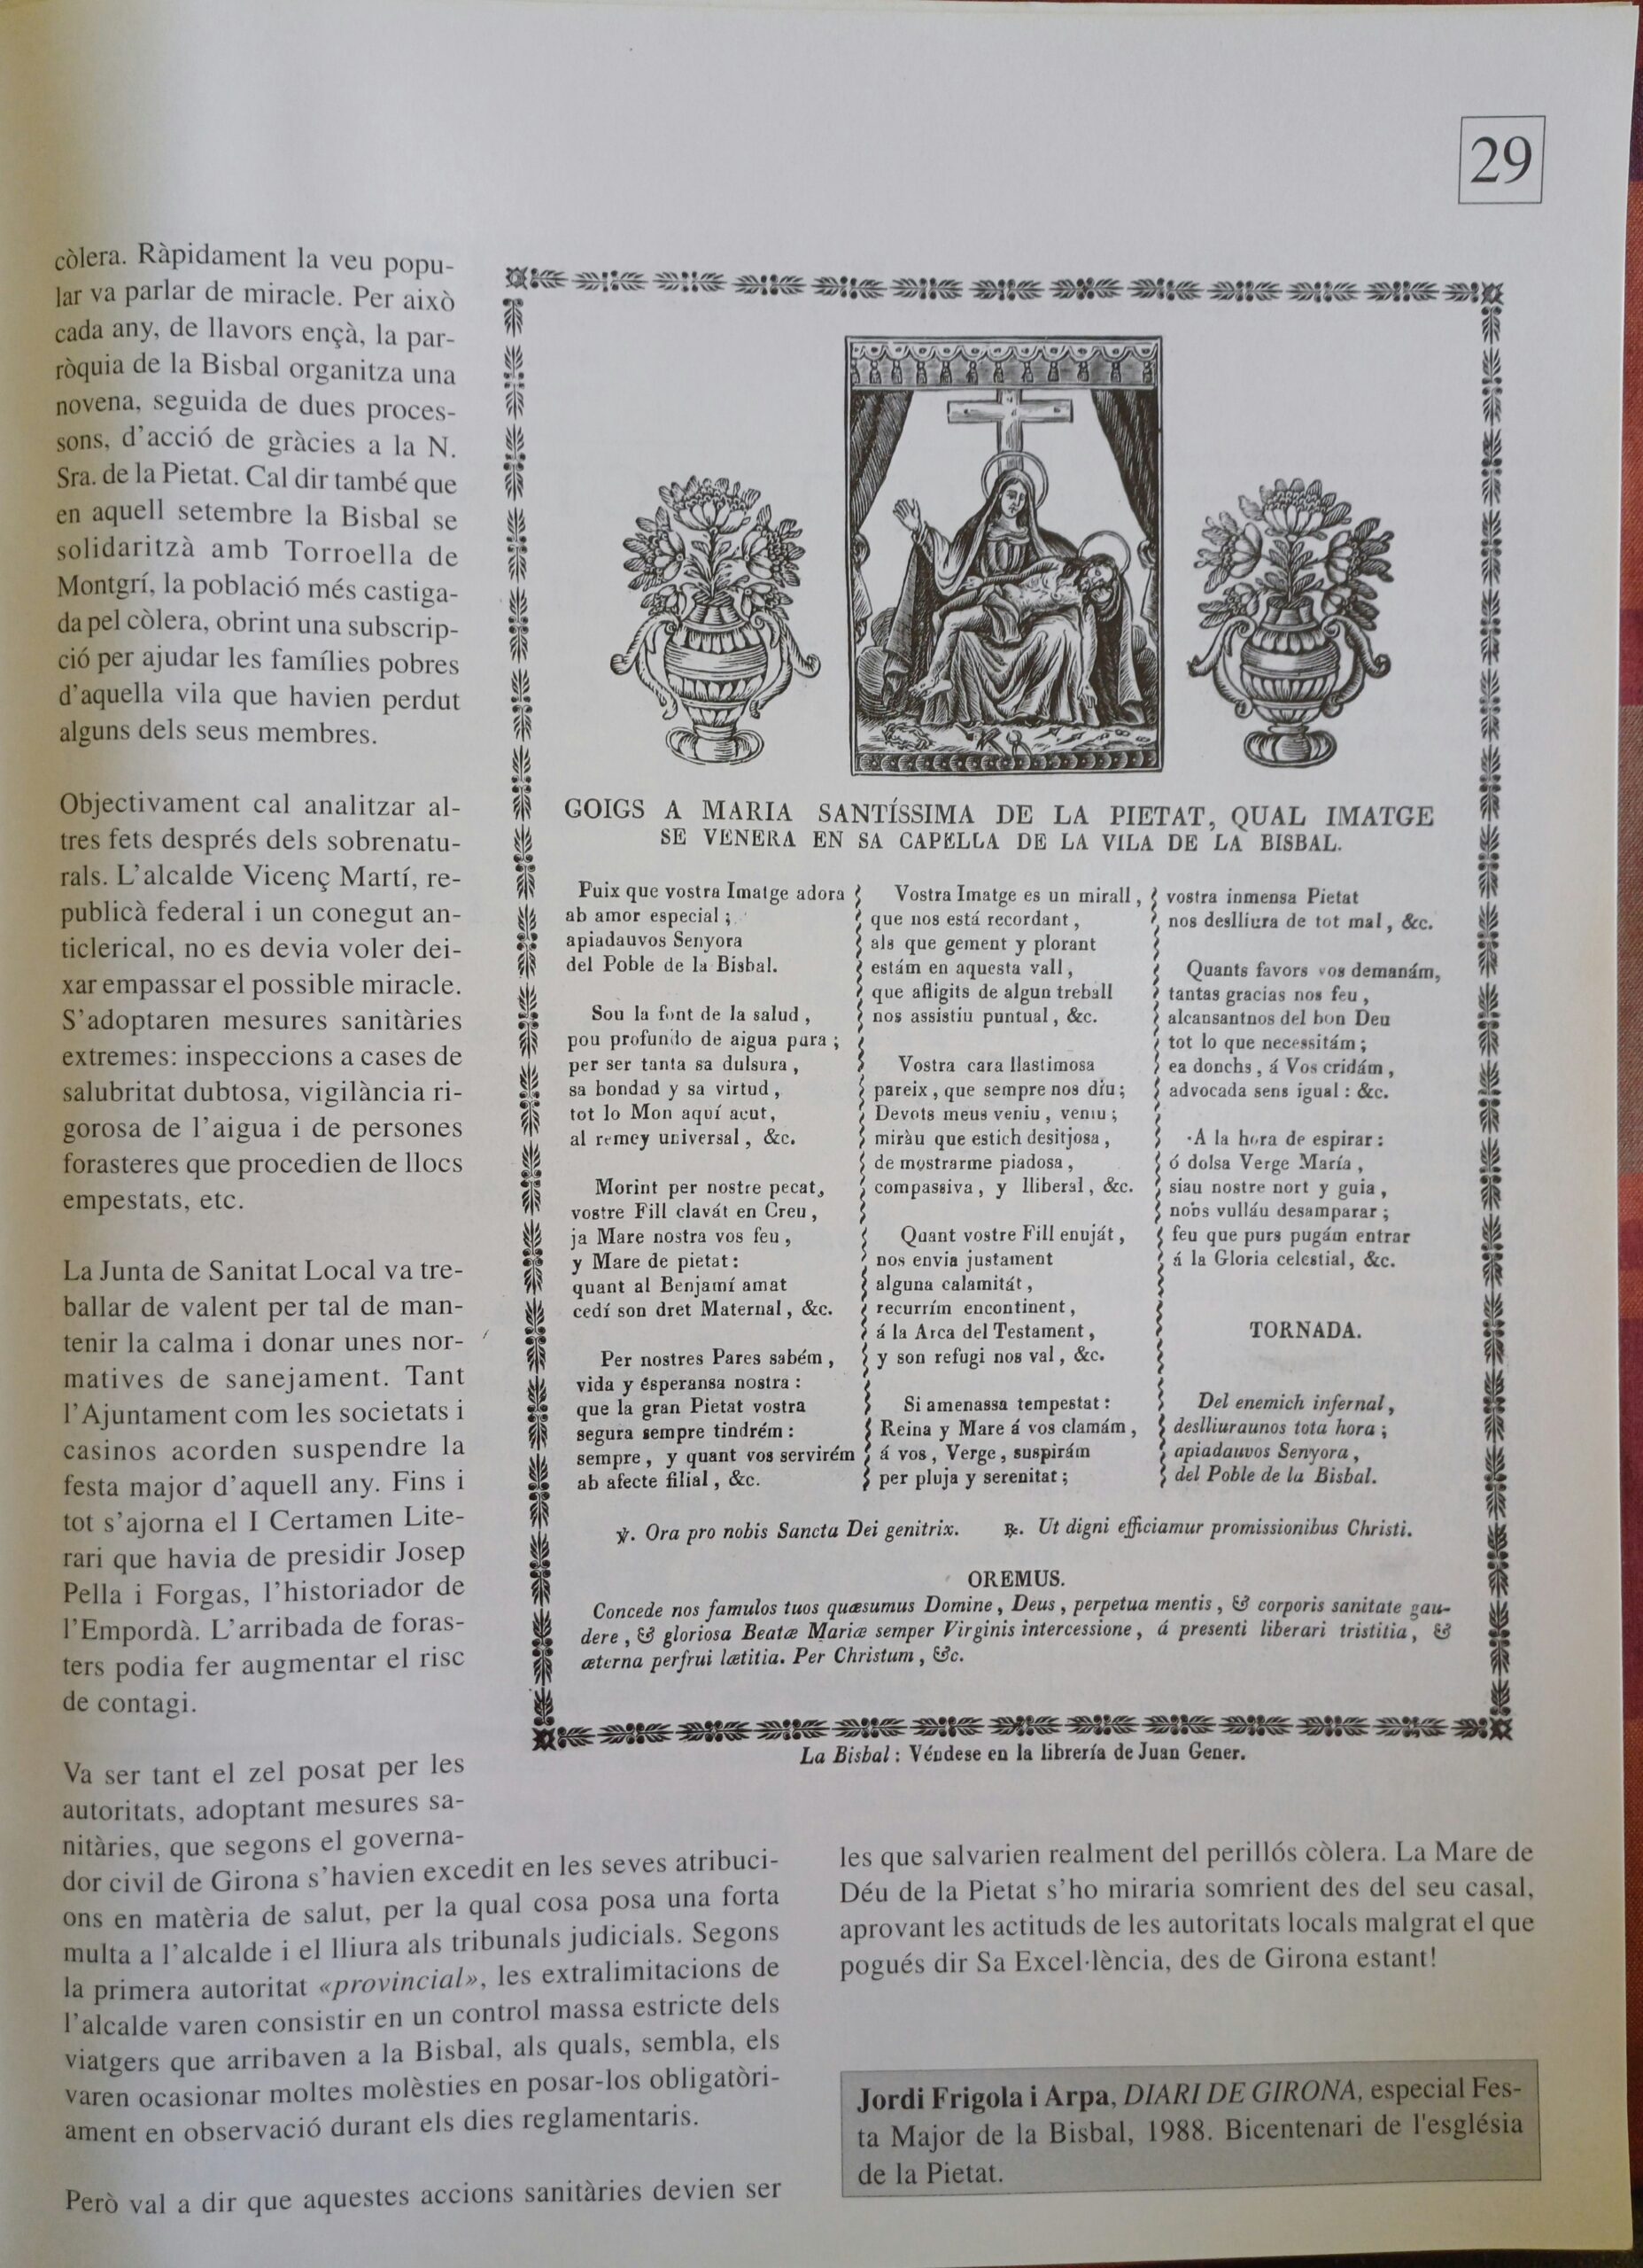 29
còlera. Ràpidament la veu popu-
lar va parlar de miracle. Per això
cada any, de llavors ençà, la par-
ròquia de la Bisbal organitza una
novena, seguida de dues proces-
sons, d'acció de gràcies a la N.
Sra. de la Pietat. Cal dir també que
en aquell setembre la Bisbal se
solidaritzà amb Torroella de
Montgrí, la població més castiga-
da pel còlera, obrint una subscrip-
ció per ajudar les famílies pobres
d'aquella vila que havien perdut
alguns dels seus membres.
Objectivament cal analitzar al-
tres fets després dels sobrenatu-
rals. L'alcalde Vicenç Martí, re-
publicà federal i un conegut an-
ticlerical, no es devia voler dei-
xar empassar el possible miracle.
S'adoptaren mesures sanitàries
extremes: inspeccions a cases de
salubritat dubtosa, vigilància ri-
gorosa de l'aigua i de persones
forasteres que procedien de llocs
empestats, etc.
La Junta de Sanitat Local va tre-
ballar de valent per tal de man-
tenir la calma i donar unes nor-
matives de sanejament. Tant
l'Ajuntament com les societats i
casinos acorden suspendre la
festa major d'aquell any. Fins i
tot s'ajorna el I Certamen Lite-
rari que havia de presidir Josep
Pella i Forgas, l'historiador de
l'Empordà. L'arribada de foras-
ters podia fer augmentar el risc
de contagi.
Va ser tant el zel posat per les
autoritats, adoptant mesures sa-
nitàries, que segons el governa-
dor civil de Girona s'havien excedit en les seves atribuci-
ons en matèria de salut, per la qual cosa posa una forta
multa a l'alcalde i el lliura als tribunals judicials. Segons
la primera autoritat «provincial», les extralimitacions de
l'alcalde varen consistir en un control massa estricte dels
viatgers que arribaven a la Bisbal, als quals, sembla, els
varen ocasionar moltes molèsties en posar-los obligatòri-
ament en observació durant els dies reglamentaris.
Però val a dir que aquestes accions sanitàries devien ser
GOIGS A MARIA SANTÍSSIMA DE LA PIETAT, QUAL IMATGE
SE VENERA EN SA CAPELLA DE LA VILA DE LA BISBAL.
Puix que vostra Imatge adora
ab amor especial;
apiadauvos Senyora
del Poble de la Bisbal.
Sou la font de la salud,
pou profundo de aigua pura;
per ser tanta sa dulsura,
sa bondad y sa virtud,
tot lo Mon aquí acut,
al remey universal, &c.
Morint per nostre pecat,
vostre Fill clavát en Creu,
ja Mare nostra vos feu,
y Mare de pietat:
quant al Benjamí amat
cedí son dret Maternal, &c.
Per nostres Pares sabém,
vida y ésperansa nostra:
que la gran Pietat vostra
segura sempre tindrém:
sempre, y quant vos servirém
ab afecte filial, &c.
Vostra Imatge es un mirall,
que nos está recordant,
als que gement y plorant
estám en aquesta vall,
que afligits de algun treball
nos assistiu puntual, &c.
Vostra cara llastimosa
pareix, que sempre nos díu;
Devots meus veniu, veniu;
miràu que estich desitjosa,
de mostrarme piadosa,
compassiva, y lliberal, &c.
Quant vostre Fill enuját,
nos envia justament
alguna calamitát,
recurrím encontinent,
á la Arca del Testament,
y son refugi nos val, &c.
Si amenassa tempestat:
Reina y Mare á vos clamám,
á vos, Verge, suspirám
per pluja y serenitat;
vostra inmensa Pietat
nos deslliura de tot mal, &c.
Quants favors vos demanám,
tantas gracias nos feu,
alcansantnos del bon Deu
tot lo que necessitám;
ea donchs, á Vos cridám,
advocada sens igual: &c.
A la hora de espirar:
ó dolsa Verge María,
siau nostre nort y guia,
nobs vulláu desamparar;
feu que purs pugám entrar
á la Gloria celestial, &c.
TORNADA.
Del enemich infernal,
deslliuraunos tota hora;
apiadauvos Senyora,
del Poble de la Bisbal.
℣. Ora pro nobis Sancta Dei genitrix. ℞. Ut digni efficiamur promissionibus Christi.
OREMUS.
Concede nos famulos tuos quæsumus Domine, Deus, perpetua mentis, & corporis sanitate gau-
dere, & gloriosa Beatæ Mariæ semper Virginis intercessione, á presenti liberari tristitia, &
æterna perfrui lætitia. Per Christum, &c.
La Bisbal: Véndese en la librería de Juan Gener.
les que salvarien realment del perillós còlera. La Mare de
Déu de la Pietat s'ho miraria somrient des del seu casal,
aprovant les actituds de les autoritats locals malgrat el que
pogués dir Sa Excel·lència, des de Girona estant!
Jordi Frigola i Arpa, DIARI DE GIRONA, especial Fes-
ta Major de la Bisbal, 1988. Bicentenari de l'església
de la Pietat.